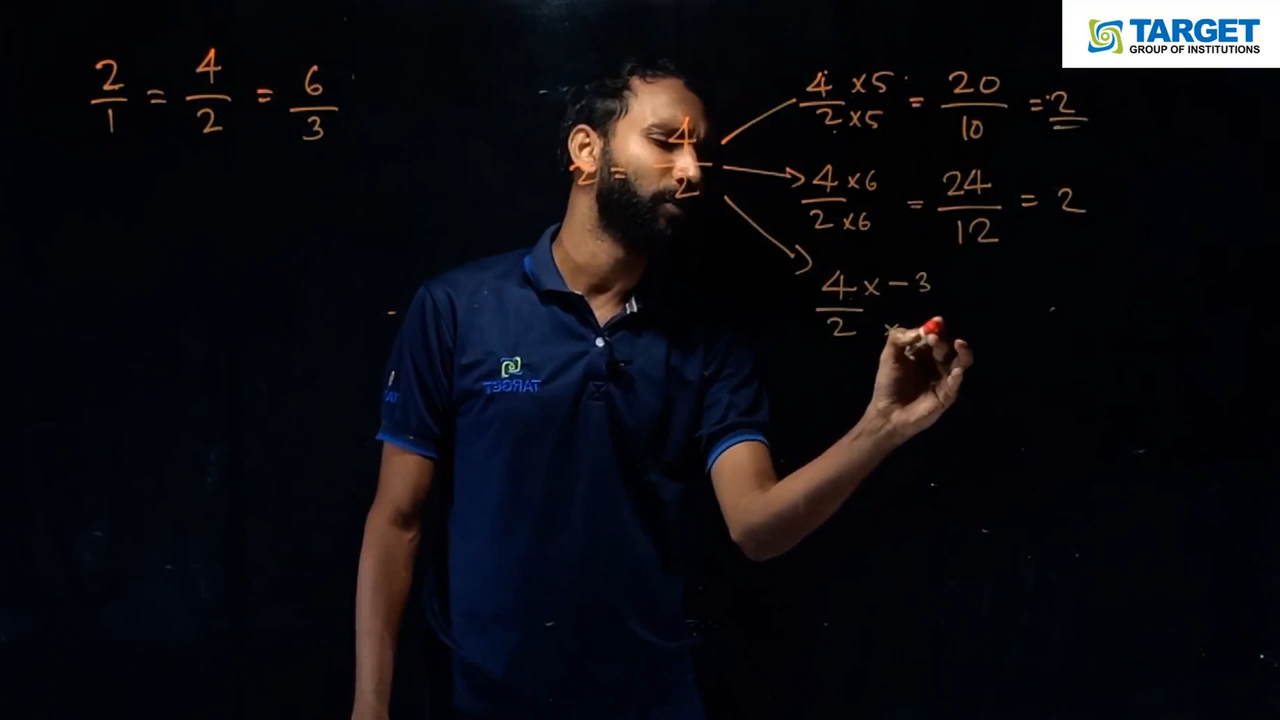 TARGET
GROUP OF INSTITUTIONS
2/1 = 4/2 = 6/3
2 = 4/2
4 ×5 / 2 ×5 = 20/10 = 2
4 ×6 / 2 ×6 = 24/12 = 2
4 × -3 / 2 ×
TARGET